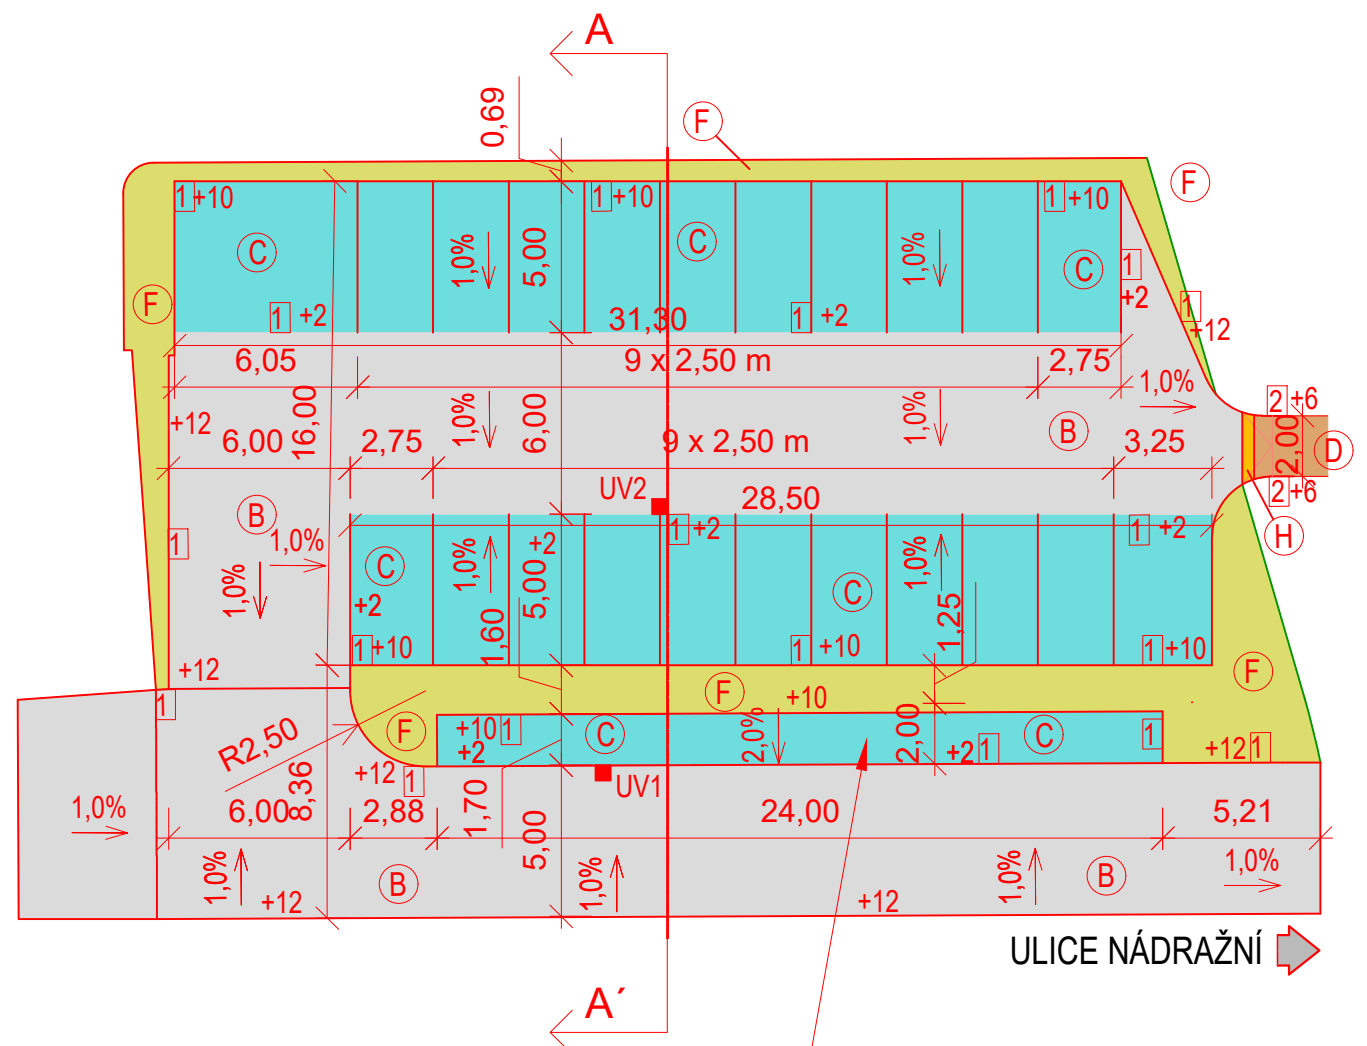 A
0,69
F
F
1 +10
1 +10
1 +10
C
C
C
1,0%
5,00
1,0%
1
+2
F
1 +2
1 +2
1
+12
31,30
6,05
9 x 2,50 m
2,75
1,0%
2 +6
+12
16,00
1,0%
6,00
1,0%
6,00
2,75
9 x 2,50 m
B
3,25
2,00
D
UV2
28,50
2 +6
B
1
1 +2
1 +2
H
1,0%
1,0%
C
1,0%
5,00
+2
1,0%
C
+2
1,60
1,25
1 +10
1 +10
1 +10
+12
1
F
+10
F
R2,50
F
+10 1
+2
C
2,0%
2,00
+2 1
C
1
+12 1
+12
1
UV1
8,36
1,0%
6,00
2,88
1,70
5,00
24,00
5,21
1,0%
B
1,0%
1,0%
B
1,0%
+12
+12
ULICE NÁDRAŽNÍ
A´